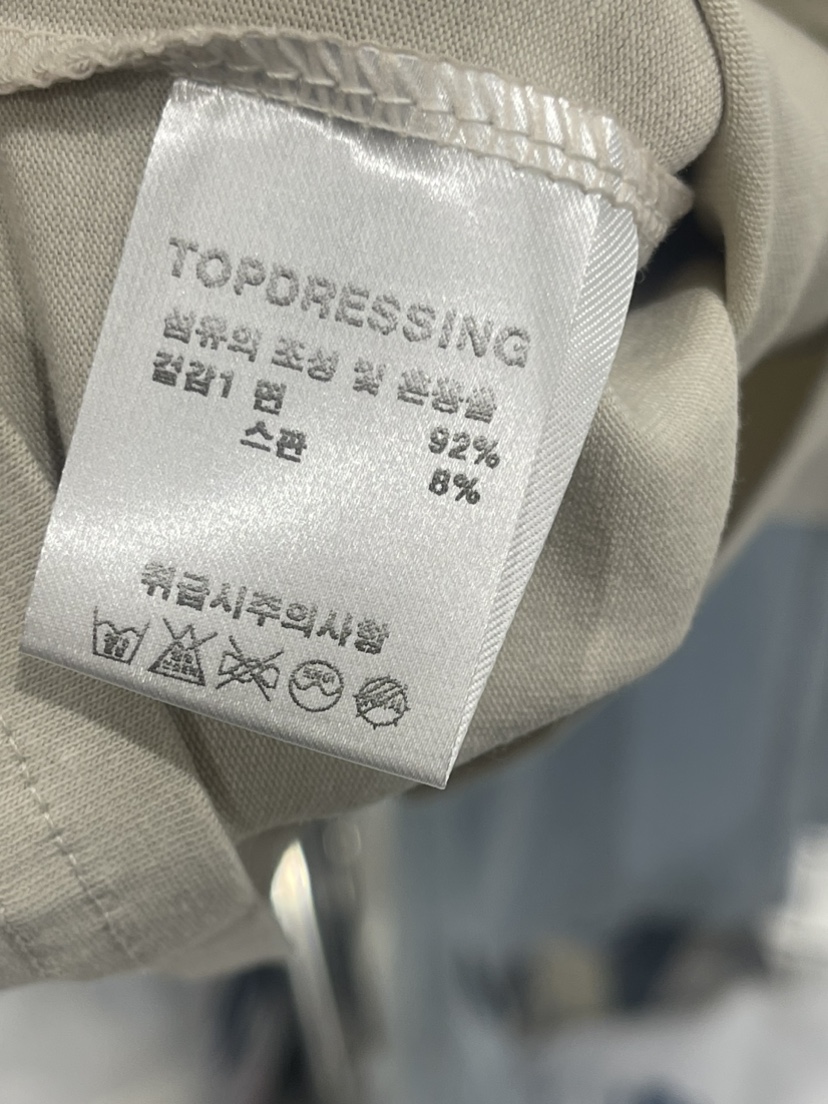 TOPDRESSING
섬유의 조성 및 혼용율
겉감1 면 92%
스판 8%
취급시주의사항